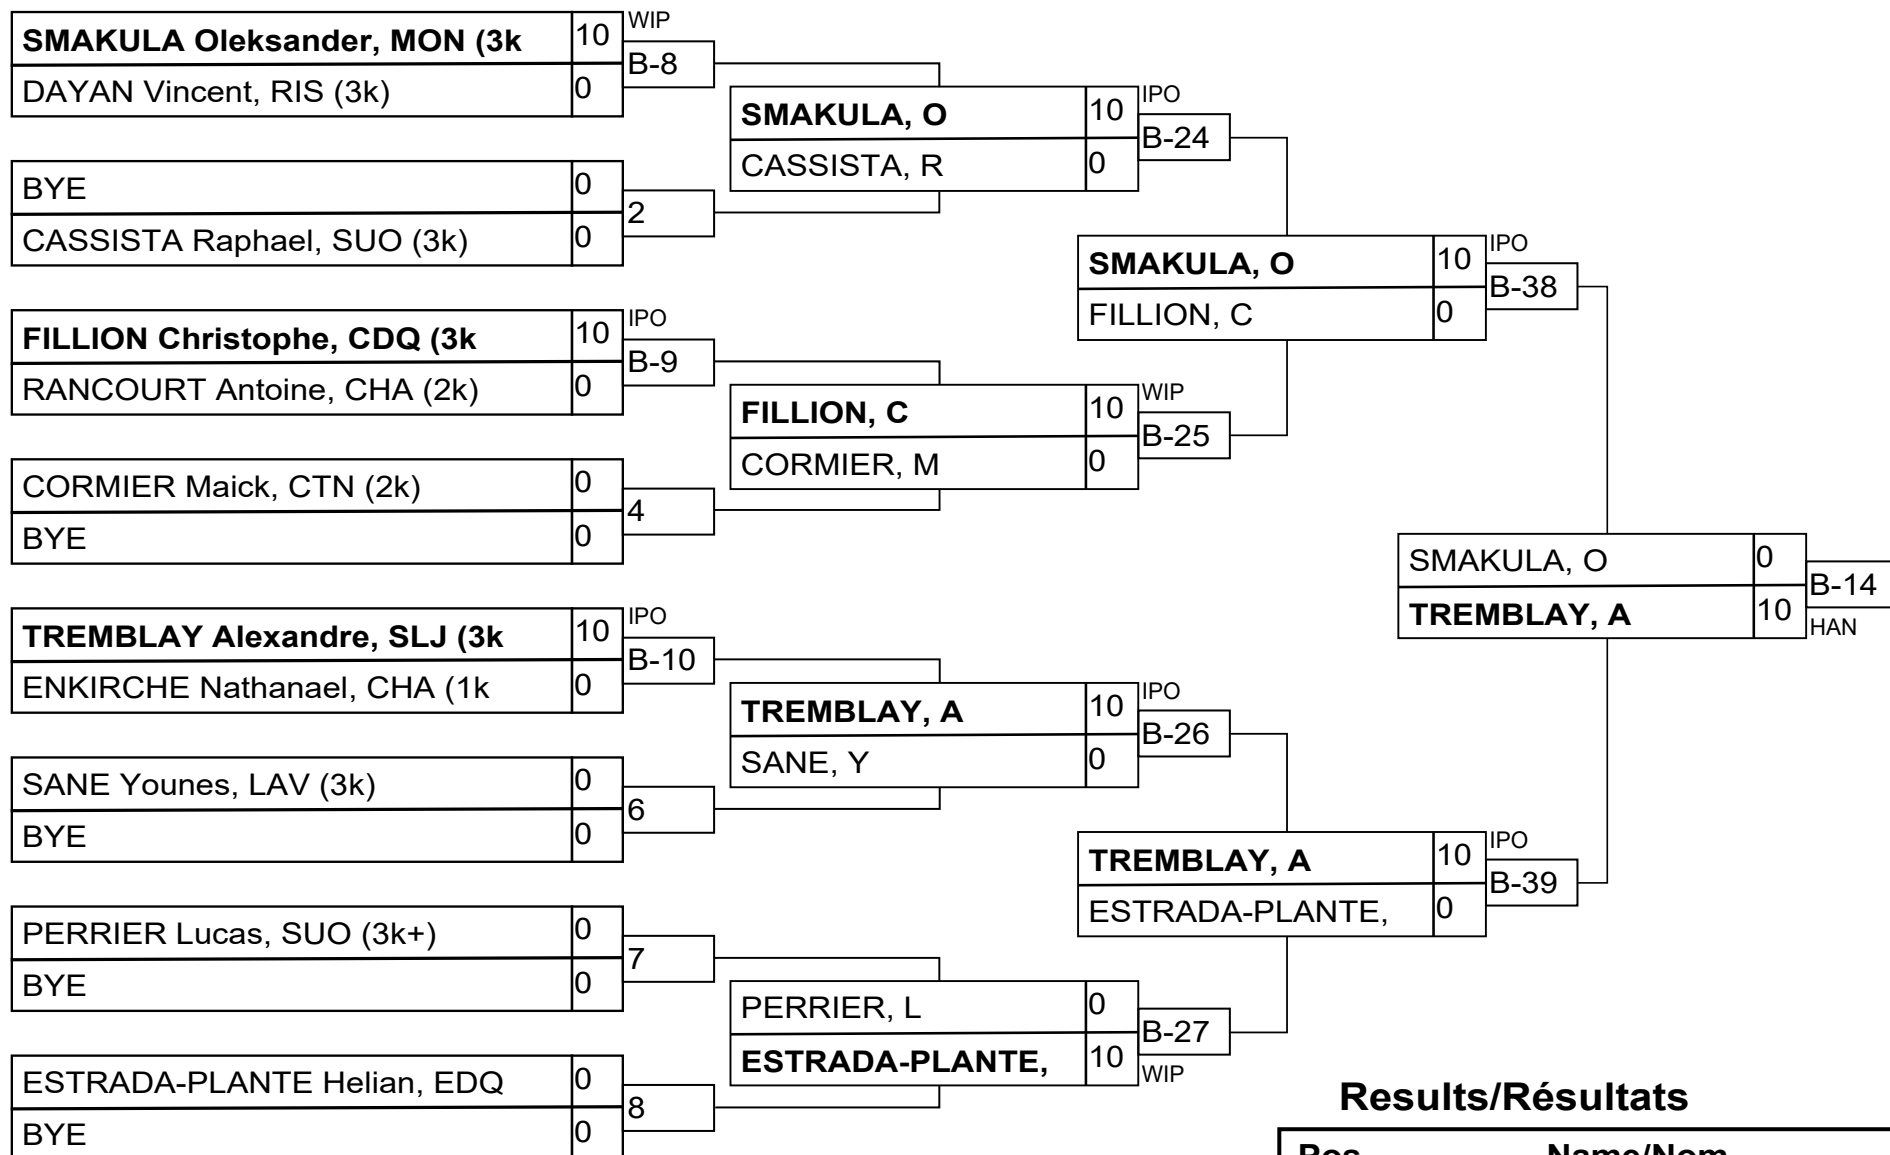 SMAKULA Oleksander, MON (3k 10 WIP
B-8
DAYAN Vincent, RIS (3k) 0
BYE 0
2
CASSISTA Raphael, SUO (3k) 0
FILLION Christophe, CDQ (3k 10 IPO
B-9
RANCOURT Antoine, CHA (2k) 0
CORMIER Maick, CTN (2k) 0
4
BYE 0
TREMBLAY Alexandre, SLJ (3k 10 IPO
B-10
ENKIRCHE Nathanael, CHA (1k 0
SANE Younes, LAV (3k) 0
6
BYE 0
PERRIER Lucas, SUO (3k+) 0
7
BYE 0
ESTRADA-PLANTE Helian, EDQ 0
8
BYE 0
SMAKULA, O 10 IPO
B-24
CASSISTA, R 0
FILLION, C 10 WIP
B-25
CORMIER, M 0
TREMBLAY, A 10 IPO
B-26
SANE, Y 0
PERRIER, L 0
B-27
ESTRADA-PLANTE, 10 WIP
SMAKULA, O 10 IPO
B-38
FILLION, C 0
TREMBLAY, A 10 IPO
B-39
ESTRADA-PLANTE, 0
SMAKULA, O 0
B-14
TREMBLAY, A 10 HAN
Results/Résultats
Pos Name/Nom